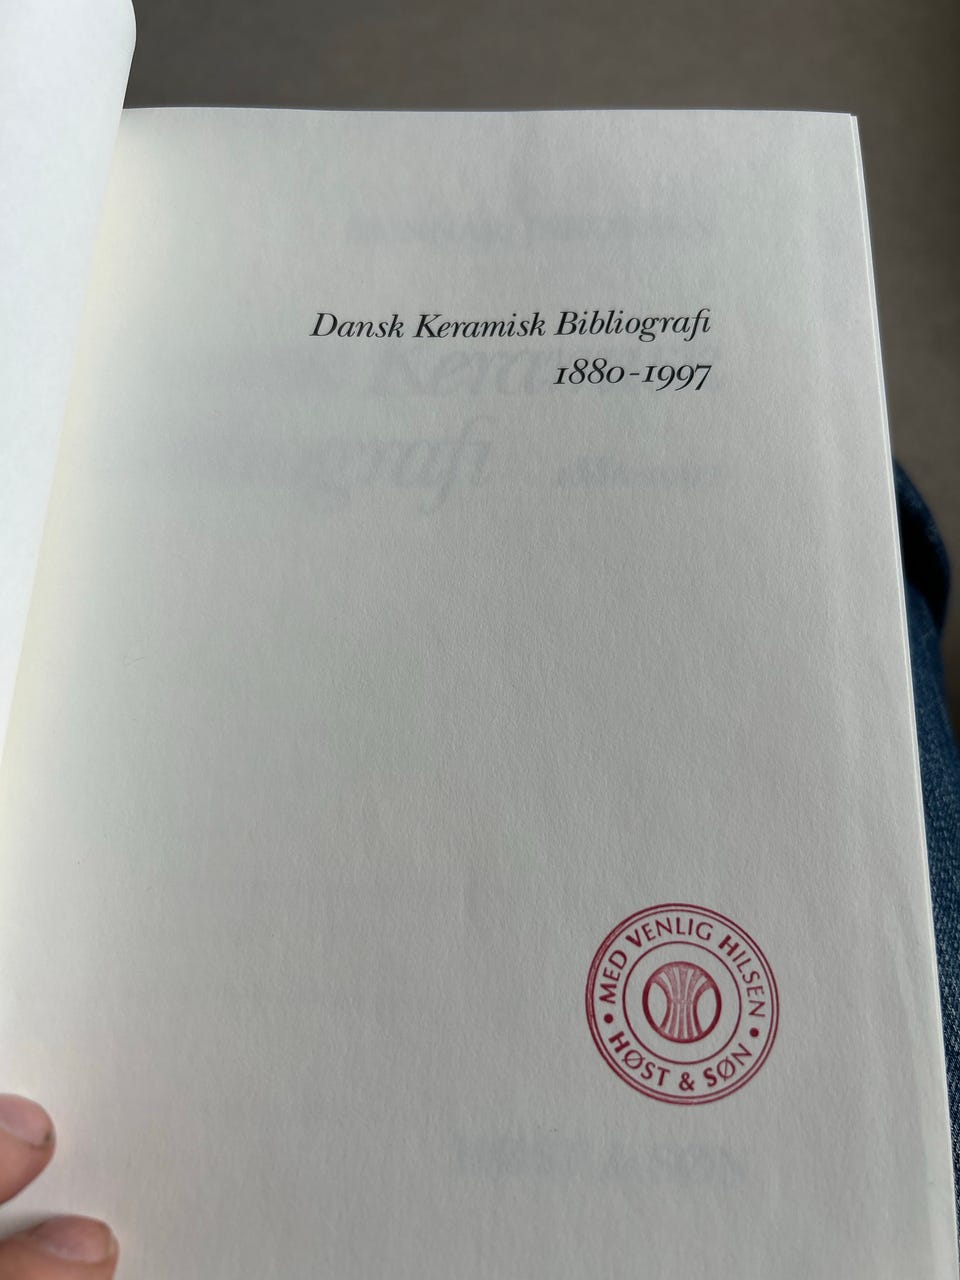 Dansk Keramisk Bibliografi
1880-1997
MED VENLIG HILSEN
HØST & SØN